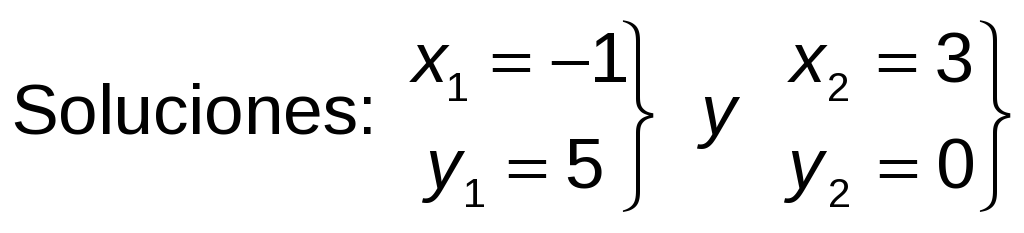 Soluciones: x₁ = −1 } y x₂ = 3 }
y₁ = 5 y₂ = 0